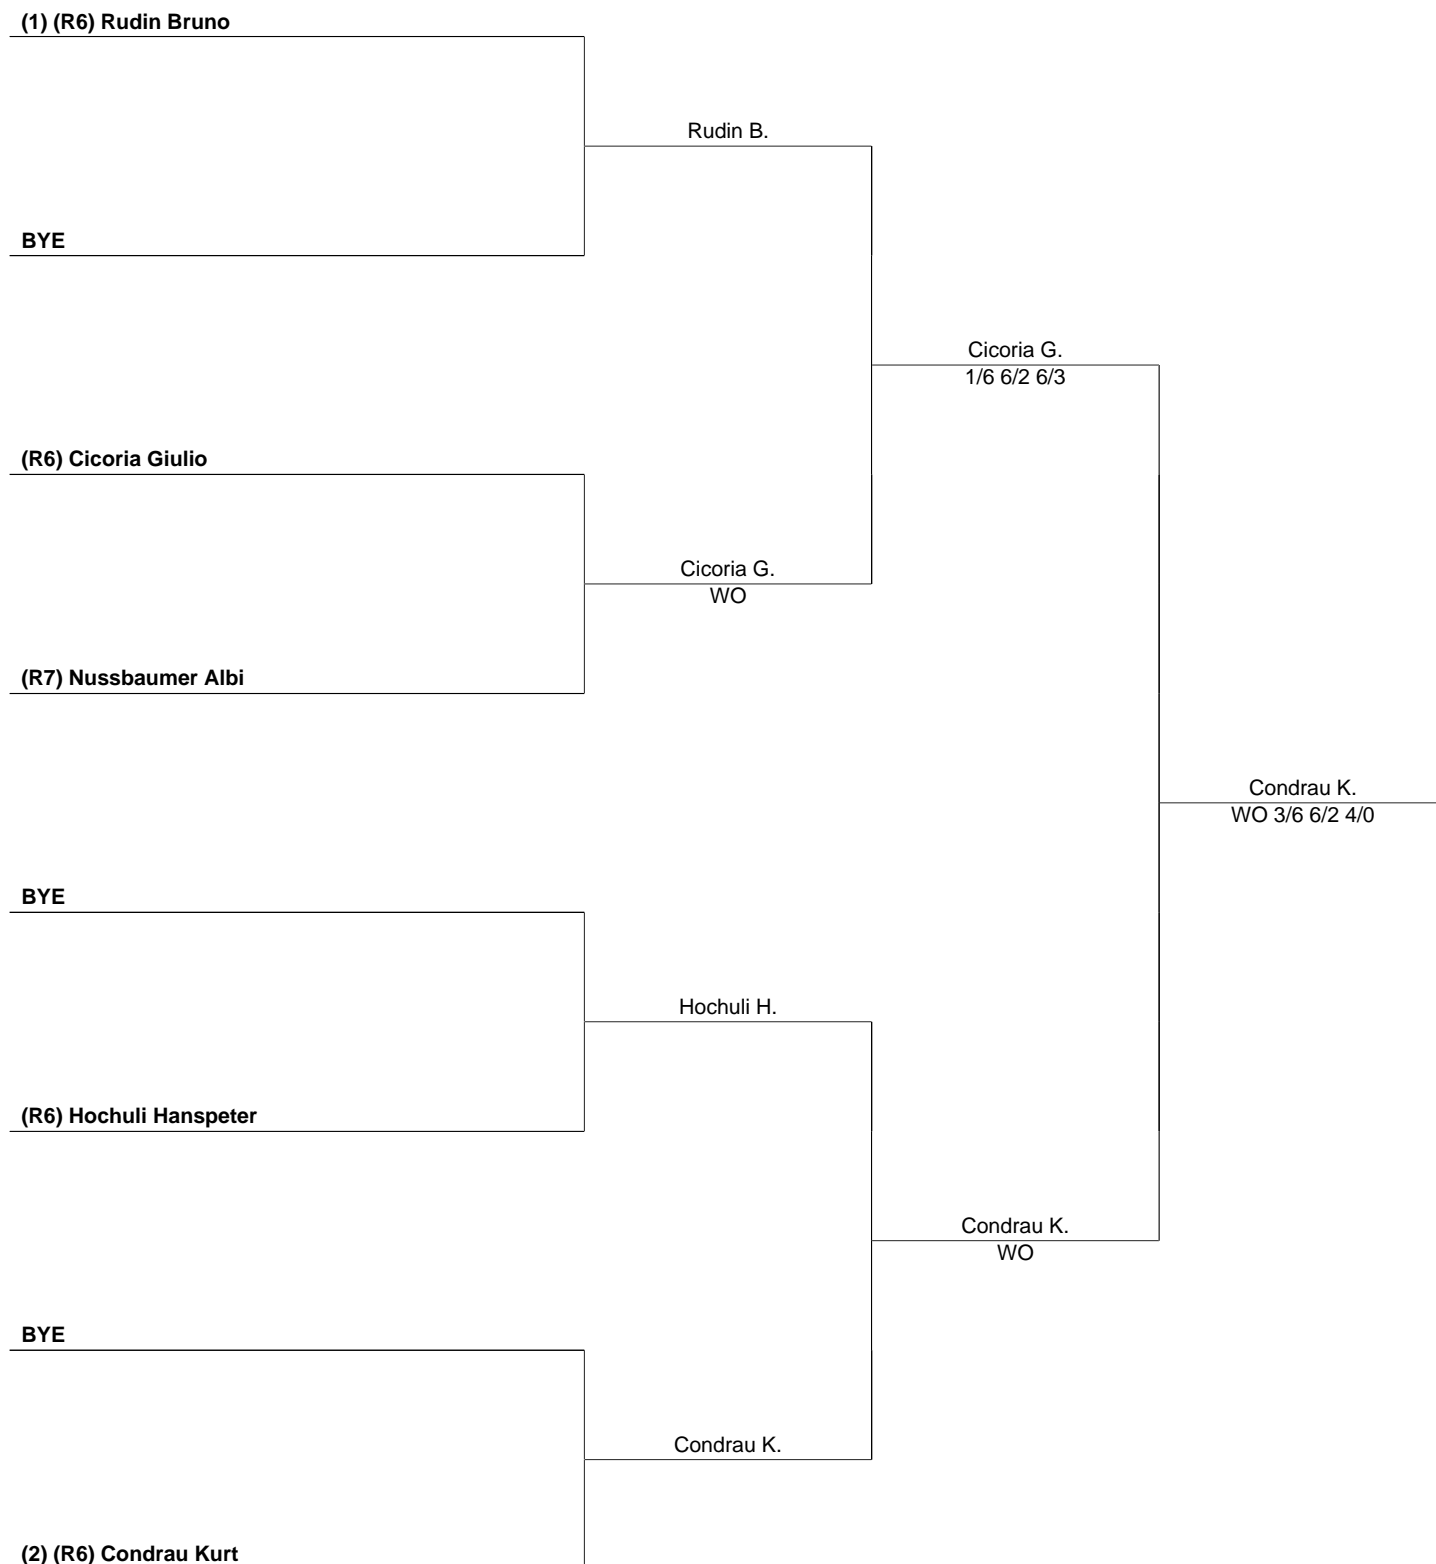 (1) (R6) Rudin Bruno
Rudin B.
BYE
Cicoria G.
1/6 6/2 6/3
(R6) Cicoria Giulio
Cicoria G.
WO
(R7) Nussbaumer Albi
Condrau K.
WO 3/6 6/2 4/0
BYE
Hochuli H.
(R6) Hochuli Hanspeter
Condrau K.
WO
BYE
Condrau K.
(2) (R6) Condrau Kurt